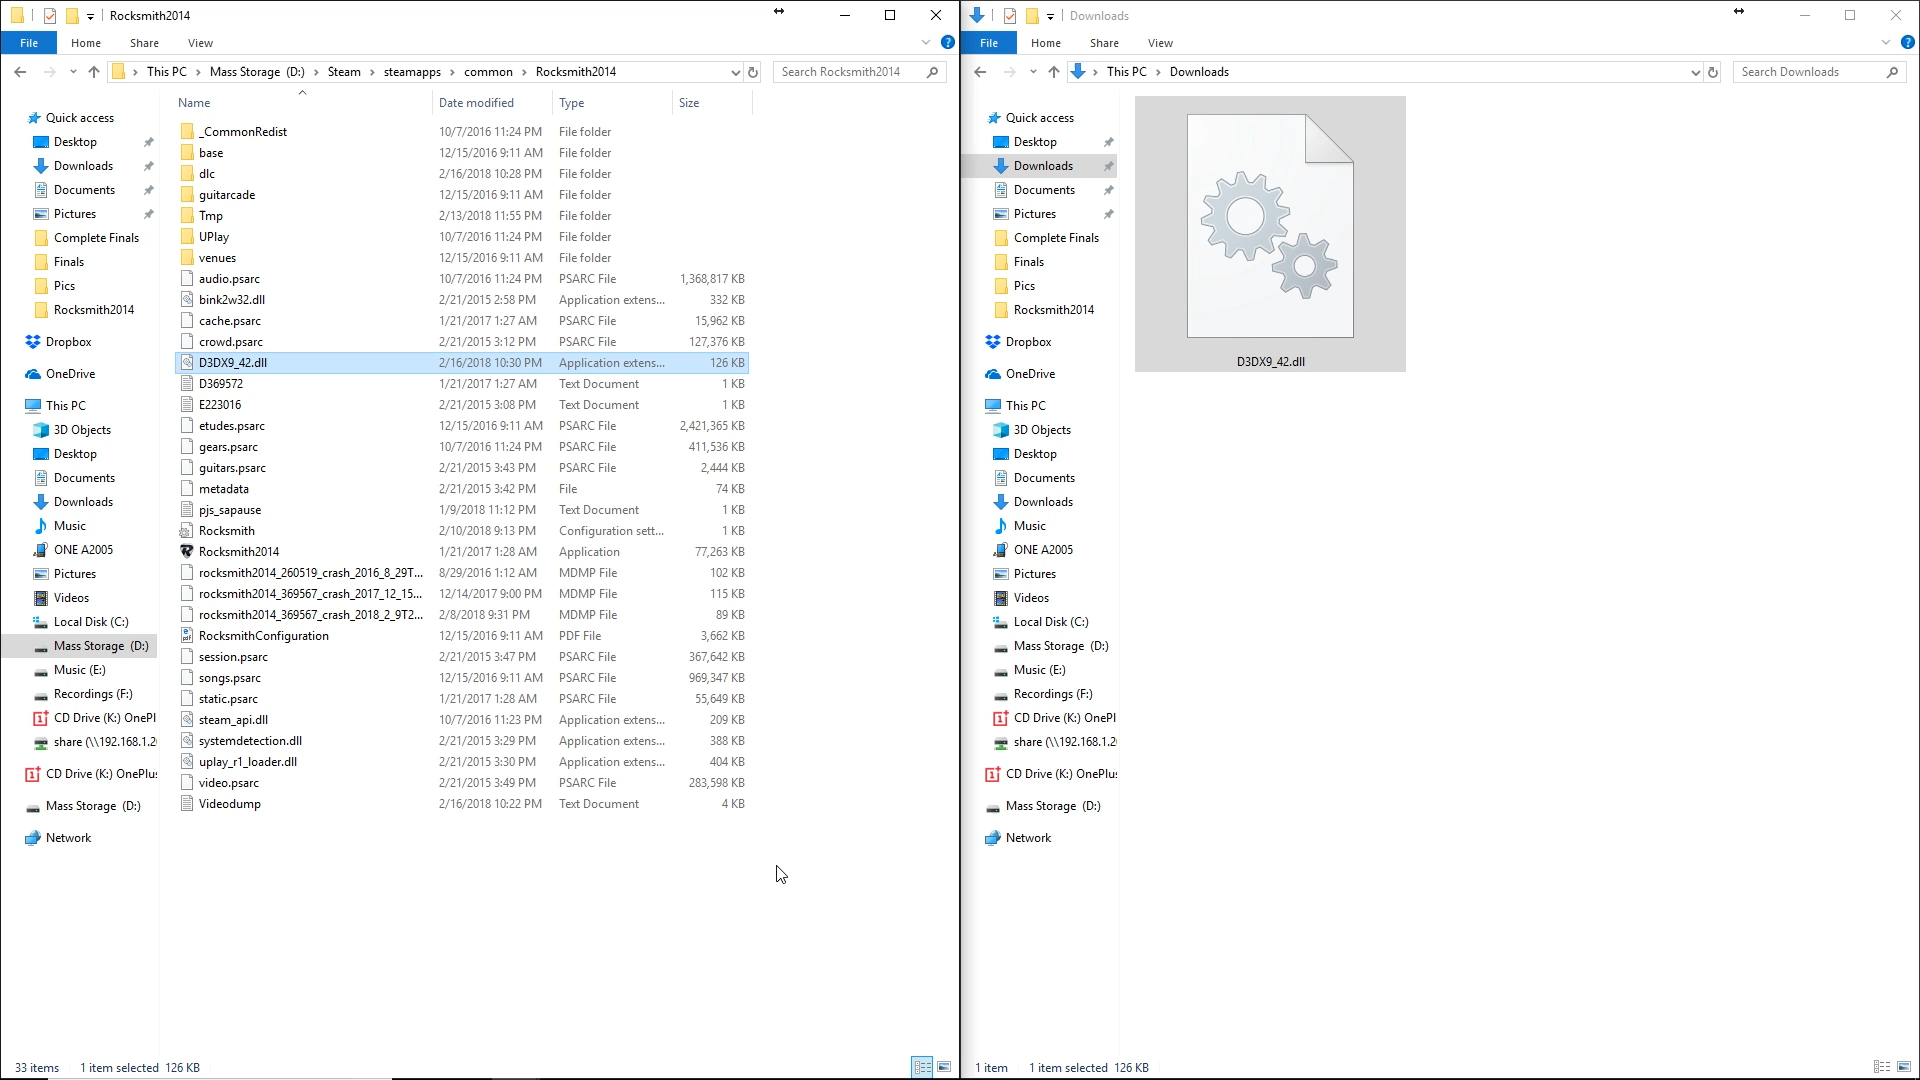 Rocksmith2014
File Home Share View
This PC Mass Storage (D:) Steam steamapps common Rocksmith2014 Search Rocksmith2014
Name Date modified Type Size
Quick access
Desktop
Downloads
Documents
Pictures
Complete Finals
Finals
Pics
Rocksmith2014
Dropbox
OneDrive
This PC
3D Objects
Desktop
Documents
Downloads
Music
ONE A2005
Pictures
Videos
Local Disk (C:)
Mass Storage (D:)
Music (E:)
Recordings (F:)
CD Drive (K:) OnePl
share (\\192.168.1.20
CD Drive (K:) OnePlus
Mass Storage (D:)
Network
_CommonRedist 10/7/2016 11:24 PM File folder
base 12/15/2016 9:11 AM File folder
dlc 2/16/2018 10:28 PM File folder
guitarcade 12/15/2016 9:11 AM File folder
Tmp 2/13/2018 11:55 PM File folder
UPlay 10/7/2016 11:24 PM File folder
venues 12/15/2016 9:11 AM File folder
audio.psarc 10/7/2016 11:24 PM PSARC File 1,368,817 KB
bink2w32.dll 2/21/2015 2:58 PM Application extens... 332 KB
cache.psarc 1/21/2017 1:27 AM PSARC File 15,962 KB
crowd.psarc 2/21/2015 3:12 PM PSARC File 127,376 KB
D3DX9_42.dll 2/16/2018 10:30 PM Application extens... 126 KB
D369572 1/21/2017 1:27 AM Text Document 1 KB
E223016 2/21/2015 3:08 PM Text Document 1 KB
etudes.psarc 12/15/2016 9:11 AM PSARC File 2,421,365 KB
gears.psarc 10/7/2016 11:24 PM PSARC File 411,536 KB
guitars.psarc 2/21/2015 3:43 PM PSARC File 2,444 KB
metadata 2/21/2015 3:42 PM File 74 KB
pjs_sapause 1/9/2018 11:12 PM Text Document 1 KB
Rocksmith 2/10/2018 9:13 PM Configuration sett... 1 KB
Rocksmith2014 1/21/2017 1:28 AM Application 77,263 KB
rocksmith2014_260519_crash_2016_8_29T... 8/29/2016 1:12 AM MDMP File 102 KB
rocksmith2014_369567_crash_2017_12_15... 12/14/2017 9:00 PM MDMP File 115 KB
rocksmith2014_369567_crash_2018_2_9T2... 2/8/2018 9:31 PM MDMP File 89 KB
RocksmithConfiguration 12/15/2016 9:11 AM PDF File 3,662 KB
session.psarc 2/21/2015 3:47 PM PSARC File 367,642 KB
songs.psarc 12/15/2016 9:11 AM PSARC File 969,347 KB
static.psarc 1/21/2017 1:28 AM PSARC File 55,649 KB
steam_api.dll 10/7/2016 11:23 PM Application extens... 209 KB
systemdetection.dll 2/21/2015 3:29 PM Application extens... 388 KB
uplay_r1_loader.dll 2/21/2015 3:30 PM Application extens... 404 KB
video.psarc 2/21/2015 3:49 PM PSARC File 283,598 KB
Videodump 2/16/2018 10:22 PM Text Document 4 KB
33 items 1 item selected 126 KB
Downloads
File Home Share View
This PC Downloads Search Downloads
Quick access
Desktop
Downloads
Documents
Pictures
Complete Finals
Finals
Pics
Rocksmith2014
Dropbox
OneDrive
This PC
3D Objects
Desktop
Documents
Downloads
Music
ONE A2005
Pictures
Videos
Local Disk (C:)
Mass Storage (D:)
Music (E:)
Recordings (F:)
CD Drive (K:) OnePl
share (\\192.168.1.20
CD Drive (K:) OnePlus
Mass Storage (D:)
Network
D3DX9_42.dll
1 item 1 item selected 126 KB